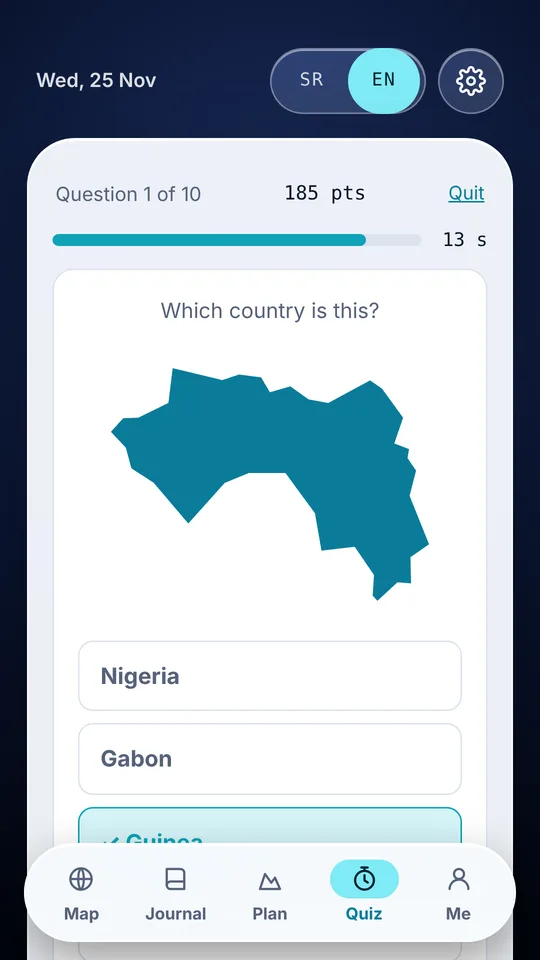 Wed, 25 Nov
SR EN
Question 1 of 10 185 pts Quit
13 s
Which country is this?
Nigeria
Gabon
✓ Guinea
Map Journal Plan Quiz Me